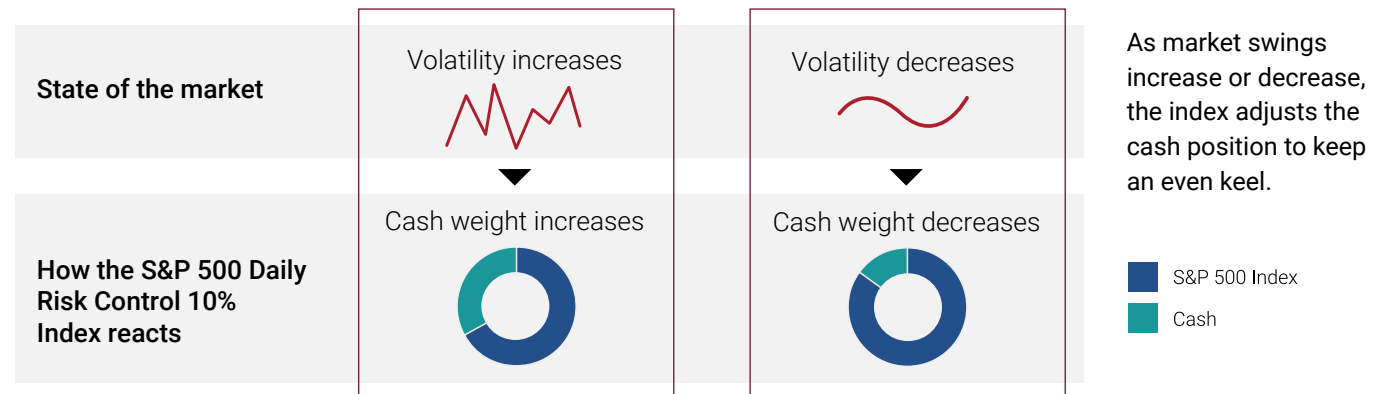 State of the market
Volatility increases
Volatility decreases
As market swings
increase or decrease,
the index adjusts the
cash position to keep
an even keel.
How the S&P 500 Daily
Risk Control 10%
Index reacts
Cash weight increases
Cash weight decreases
S&P 500 Index
Cash